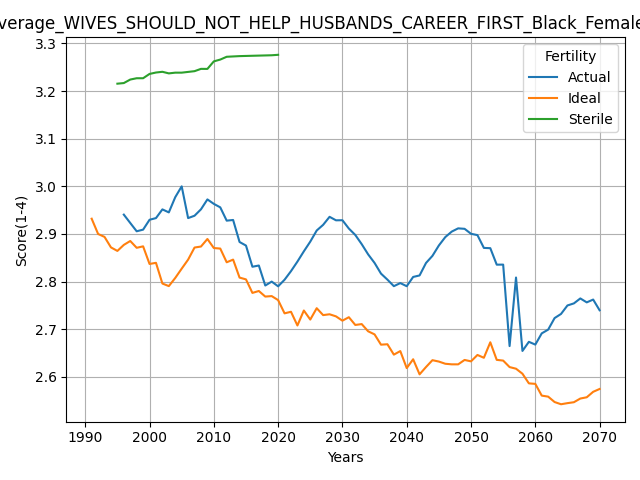 verage_WIVES_SHOULD_NOT_HELP_HUSBANDS_CAREER_FIRST_Black_Female
Fertility
Actual
Ideal
Sterile
Score(1-4)
3.3
3.2
3.1
3.0
2.9
2.8
2.7
2.6
1990 2000 2010 2020 2030 2040 2050 2060 2070
Years